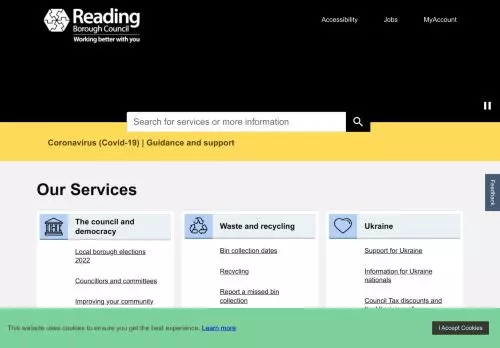 Reading
Borough Council
Working better with you
Accessibility Jobs MyAccount
Search for services or more information
Coronavirus (Covid-19) | Guidance and support
Feedback
Our Services
The council and
democracy
Local borough elections
2022
Councillors and committees
Improving your community
Waste and recycling
Bin collection dates
Recycling
Report a missed bin
collection
Ukraine
Support for Ukraine
Information for Ukraine
nationals
Council Tax discounts and
This website uses cookies to ensure you get the best experience. Learn more
I Accept Cookies